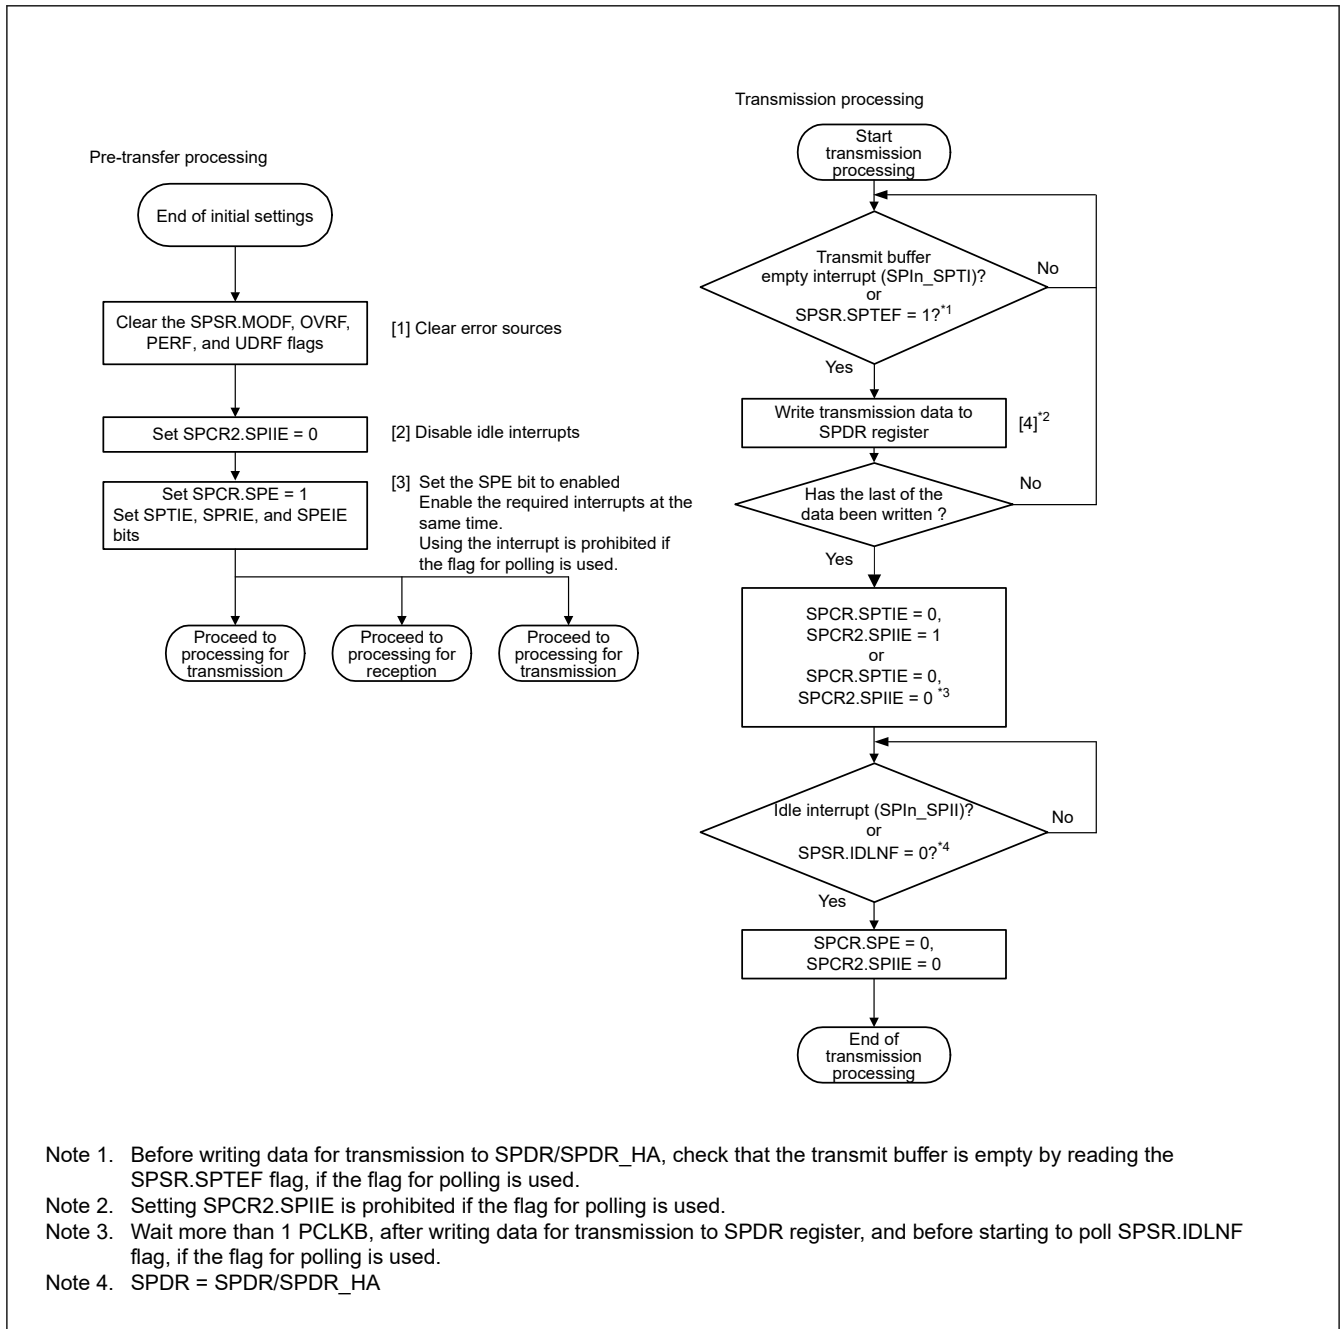 Pre-transfer processing
End of initial settings
Clear the SPSR.MODF, OVRF,
PERF, and UDRF flags
[1] Clear error sources
Set SPCR2.SPIIE = 0
[2] Disable idle interrupts
Set SPCR.SPE = 1
Set SPTIE, SPRIE, and SPEIE
bits
[3] Set the SPE bit to enabled
Enable the required interrupts at the
same time.
Using the interrupt is prohibited if
the flag for polling is used.
Proceed to
processing for
transmission
Proceed to
processing for
reception
Proceed to
processing for
transmission
Transmission processing
Start
transmission
processing
Transmit buffer
empty interrupt (SPIn_SPTI)?
or
SPSR.SPTEF = 1?*1
No
Yes
Write transmission data to
SPDR register
[4]*2
Has the last of the
data been written ?
No
Yes
SPCR.SPTIE = 0,
SPCR2.SPIIE = 1
or
SPCR.SPTIE = 0,
SPCR2.SPIIE = 0 *3
Idle interrupt (SPIn_SPII)?
or
SPSR.IDLNF = 0?*4
No
Yes
SPCR.SPE = 0,
SPCR2.SPIIE = 0
End of
transmission
processing
Note 1. Before writing data for transmission to SPDR/SPDR_HA, check that the transmit buffer is empty by reading the
SPSR.SPTEF flag, if the flag for polling is used.
Note 2. Setting SPCR2.SPIIE is prohibited if the flag for polling is used.
Note 3. Wait more than 1 PCLKB, after writing data for transmission to SPDR register, and before starting to poll SPSR.IDLNF
flag, if the flag for polling is used.
Note 4. SPDR = SPDR/SPDR_HA